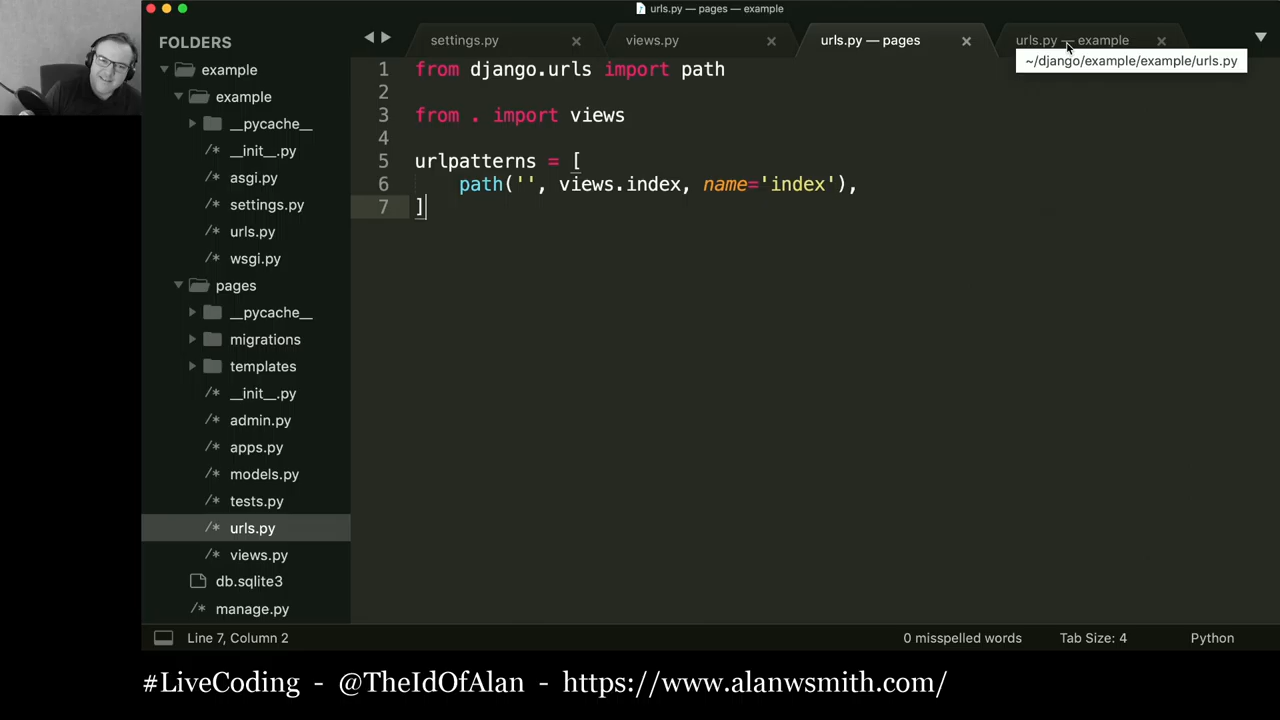 urls.py — pages — example
FOLDERS
example
example
__pycache__
/* __init__.py
/* asgi.py
/* settings.py
/* urls.py
/* wsgi.py
pages
__pycache__
migrations
templates
/* __init__.py
/* admin.py
/* apps.py
/* models.py
/* tests.py
/* urls.py
/* views.py
db.sqlite3
/* manage.py
settings.py
views.py
urls.py — pages
urls.py — example
~/django/example/example/urls.py
1 from django.urls import path
2
3 from . import views
4
5 urlpatterns = [
6     path('', views.index, name='index'),
7 ]
Line 7, Column 2
0 misspelled words
Tab Size: 4
Python
#LiveCoding - @TheIdOfAlan - https://www.alanwsmith.com/